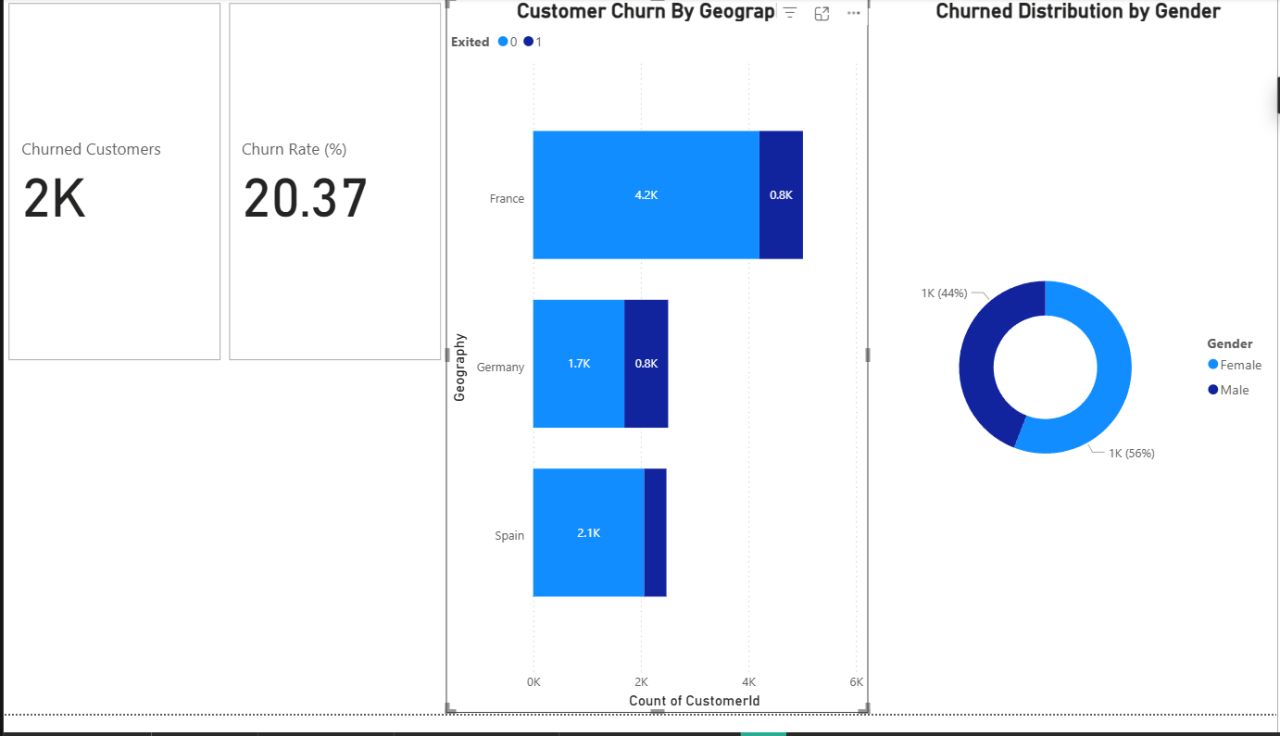 Churned Customers
2K
Churn Rate (%)
20.37
Customer Churn By Geograp
Exited 0 1
France
4.2K
0.8K
Germany
1.7K
0.8K
Spain
2.1K
Geography
0K 2K 4K 6K
Count of CustomerId
Churned Distribution by Gender
1K (44%)
1K (56%)
Gender
Female
Male